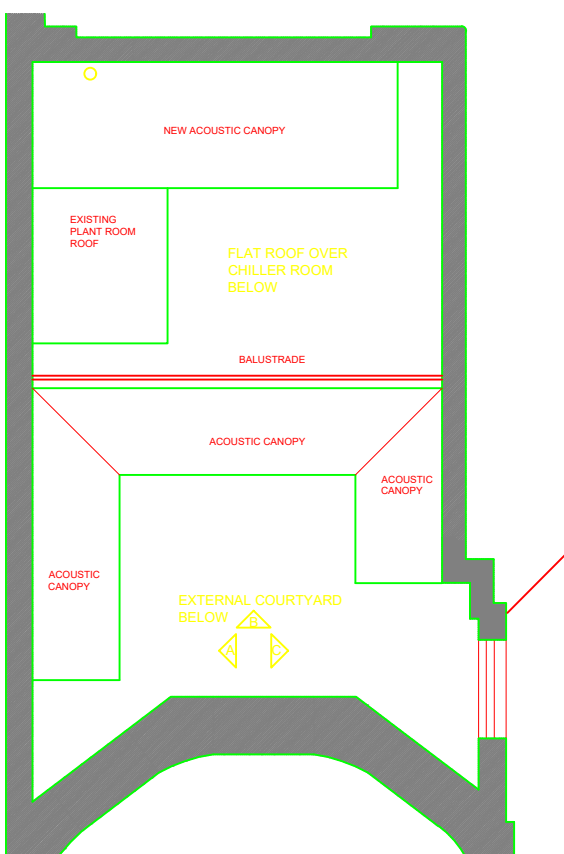 NEW ACOUSTIC CANOPY
EXISTING
PLANT ROOM
ROOF
FLAT ROOF OVER
CHILLER ROOM
BELOW
BALUSTRADE
ACOUSTIC CANOPY
ACOUSTIC
CANOPY
ACOUSTIC
CANOPY
EXTERNAL COURTYARD
BELOW
B
A
C